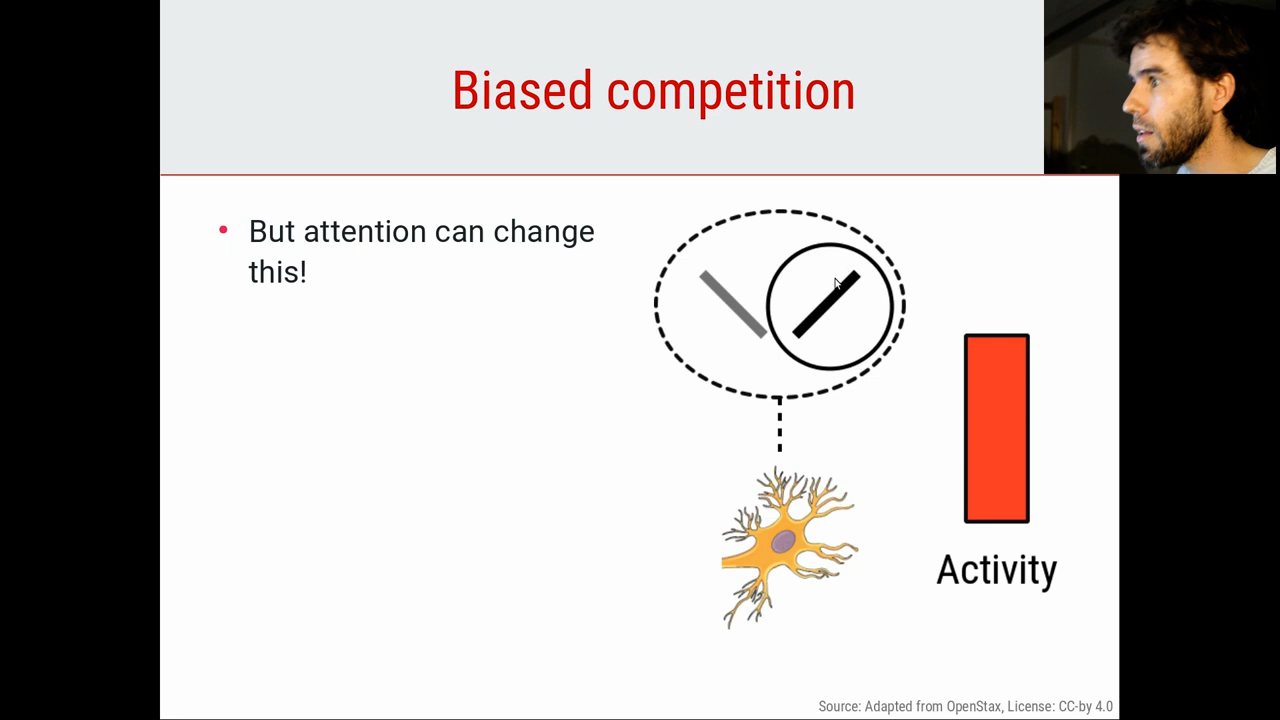 Biased competition
But attention can change
this!
Activity
Source: Adapted from OpenStax, License: CC-by 4.0